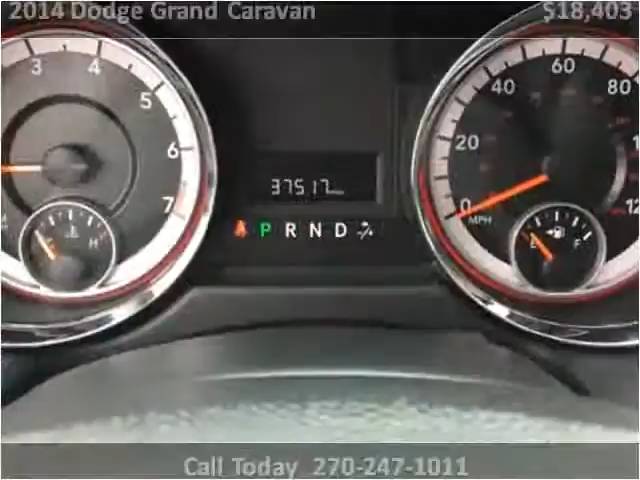 2014 Dodge Grand Caravan $18,403
3 4 5 6 7
H
37517
P R N D
0 20 40 60 80
MPH
E F
Call Today 270-247-1011